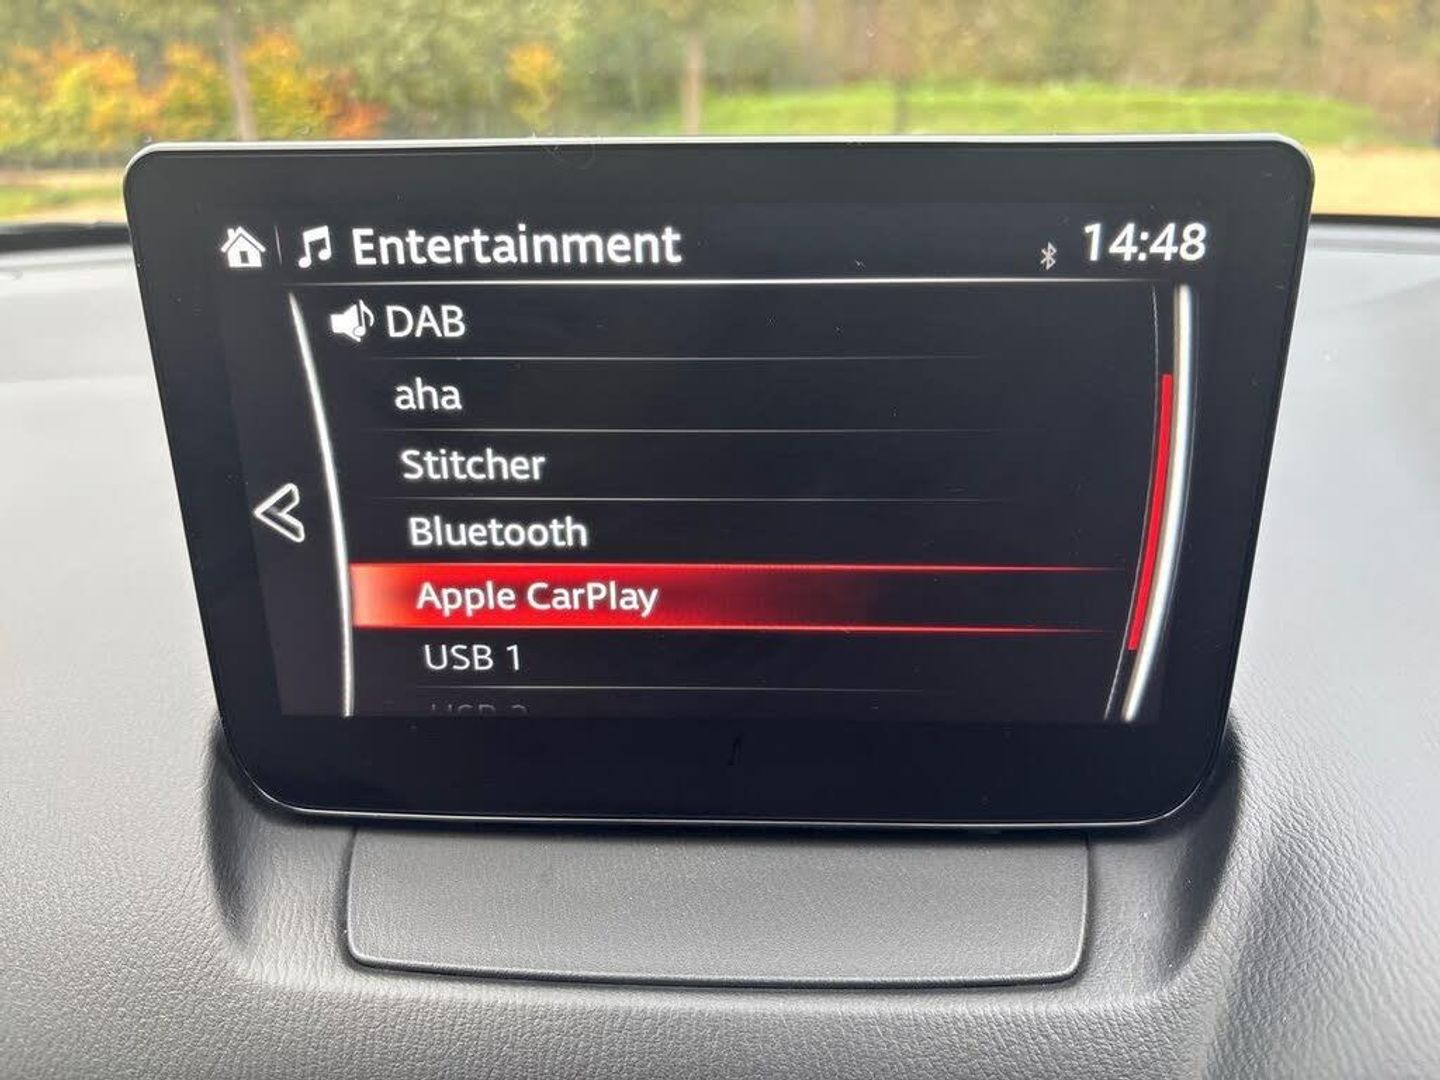 Entertainment 14:48
DAB
aha
Stitcher
Bluetooth
Apple CarPlay
USB 1